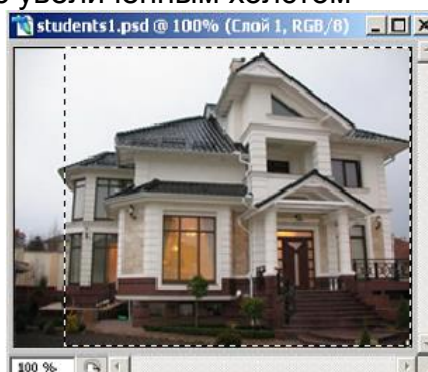 увеличенным холстом
students1.psd @ 100% (Слой 1, RGB/8)
100 %